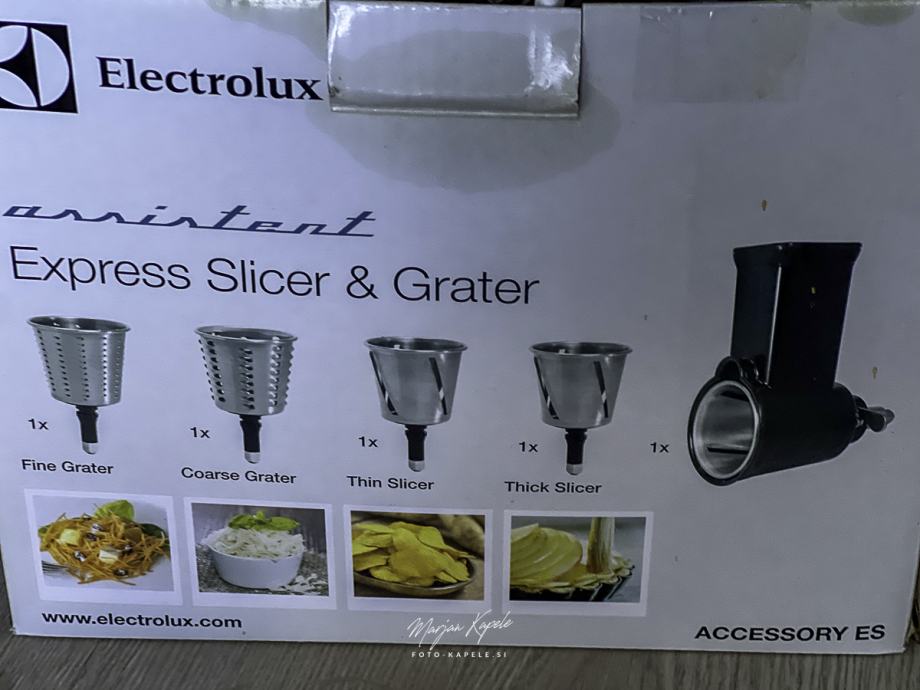 Electrolux
assistent
Express Slicer & Grater
1x
Fine Grater
1x
Coarse Grater
1x
Thin Slicer
1x
Thick Slicer
1x
www.electrolux.com
ACCESSORY ES
Marjan Kapele
FOTO-KAPELE.SI